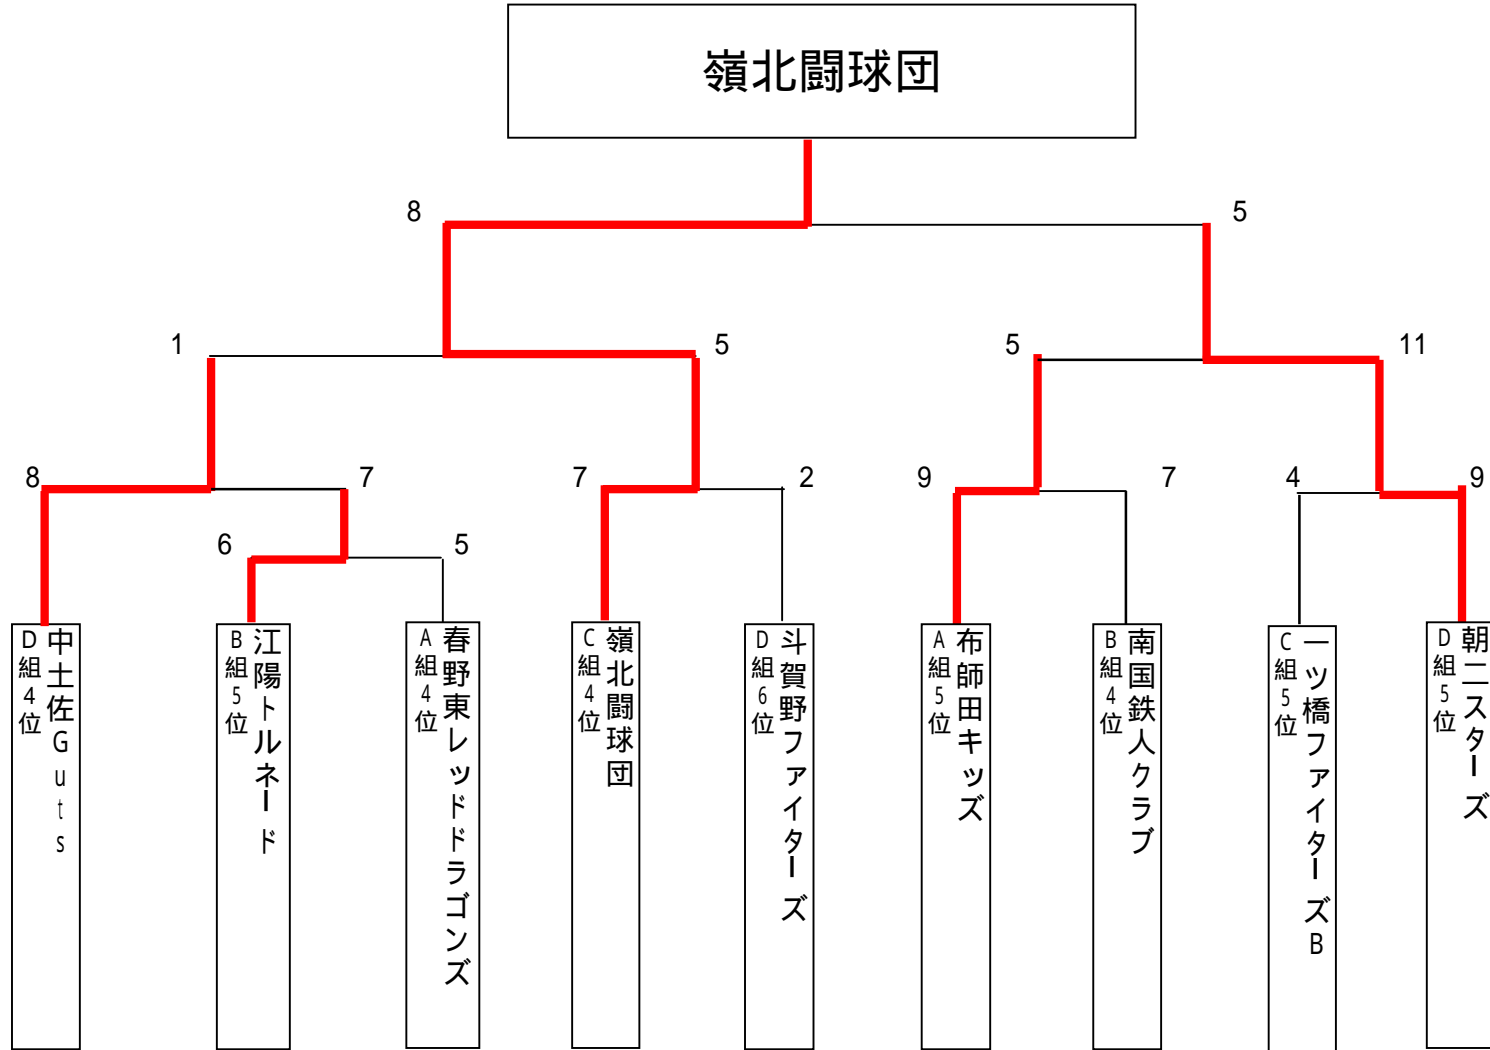 嶺北闘球団
8
5
1
5
5
11
8
7
7
2
9
7
4
9
6
5
D組4位
中土佐Guts
B組5位
江陽トルネード
A組4位
春野東レッドドラゴンズ
C組4位
嶺北闘球団
D組6位
斗賀野ファイターズ
A組5位
布師田キッズ
B組4位
南国鉄人クラブ
C組5位
一ツ橋ファイターズB
D組5位
朝二スターズ